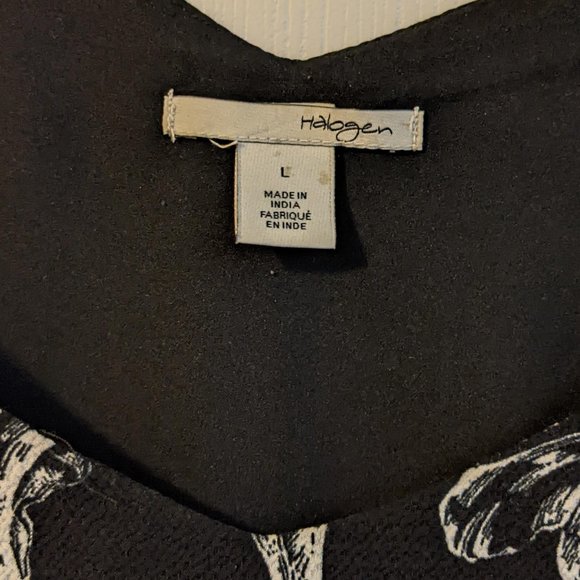 Halogen
L
MADE IN
INDIA
FABRIQUÉ
EN INDE